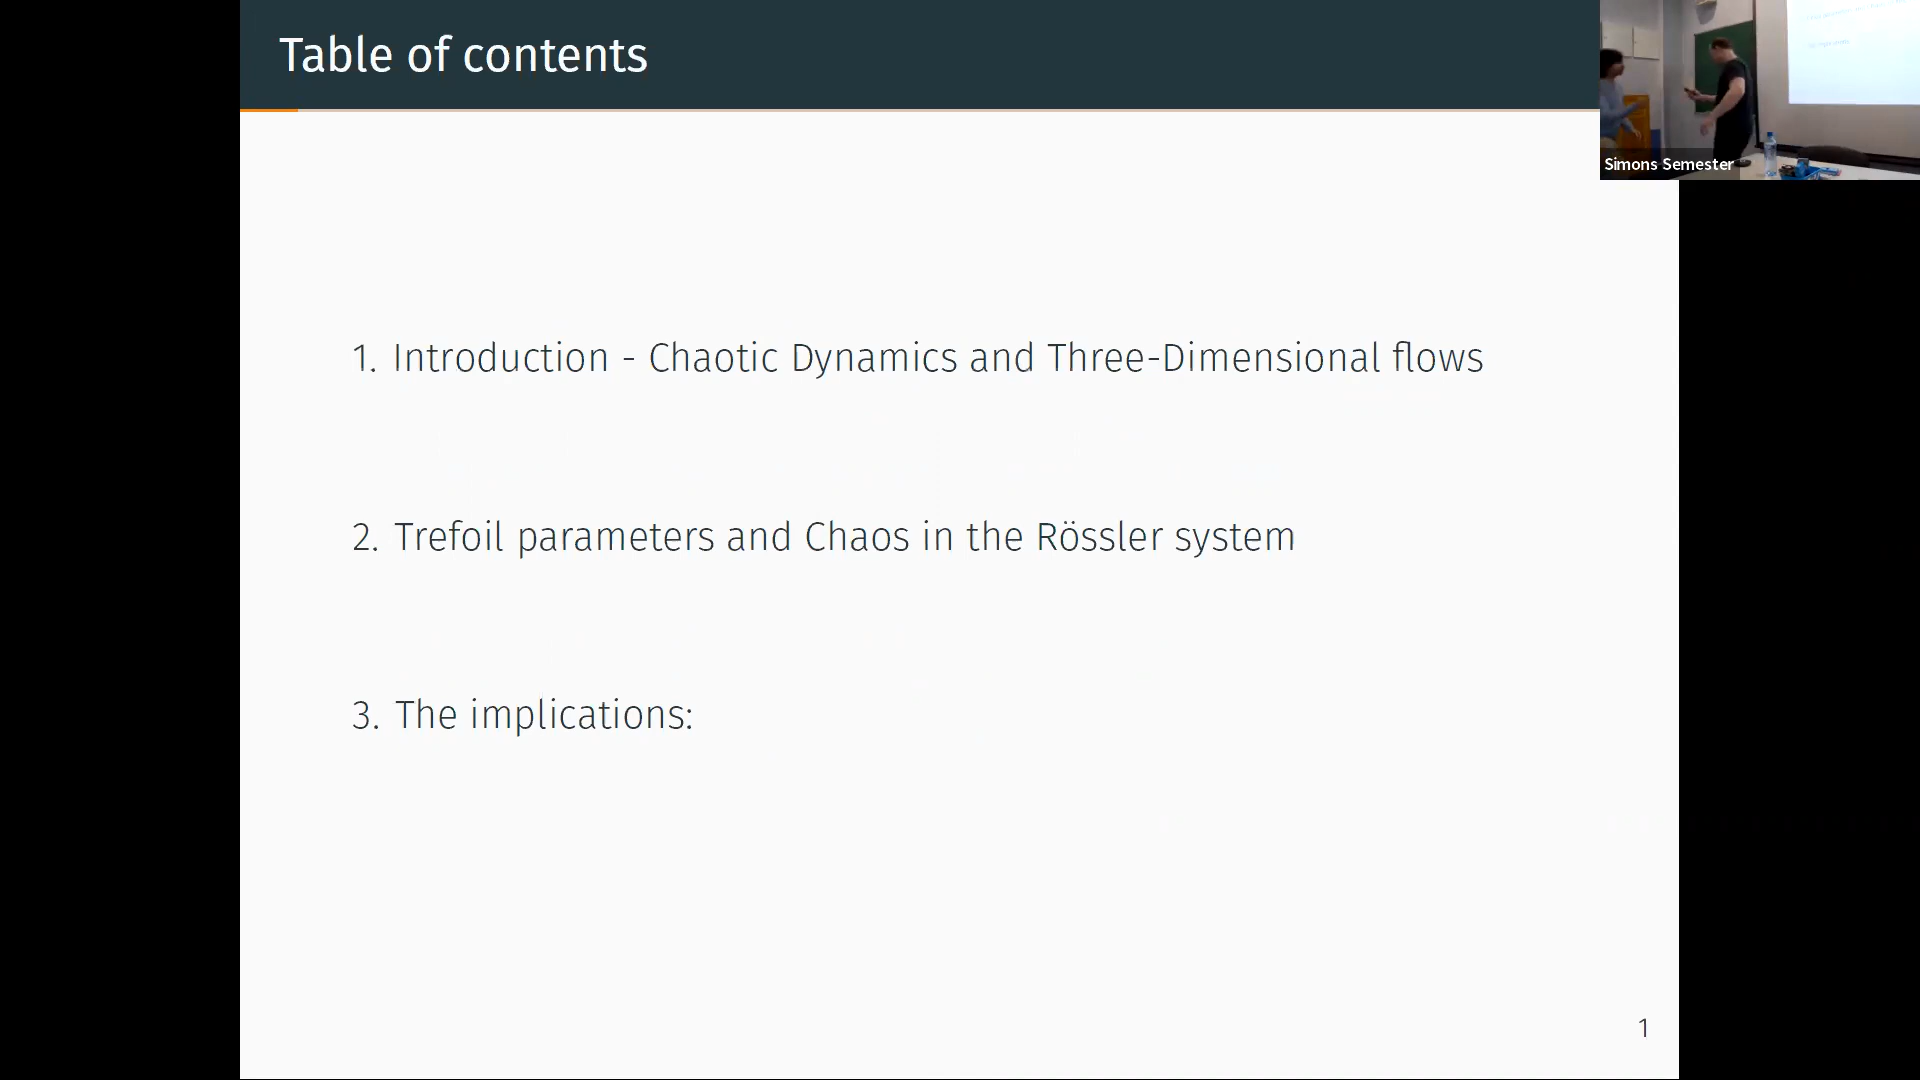 Table of contents
Simons Semester
1. Introduction - Chaotic Dynamics and Three-Dimensional flows
2. Trefoil parameters and Chaos in the Rössler system
3. The implications:
1